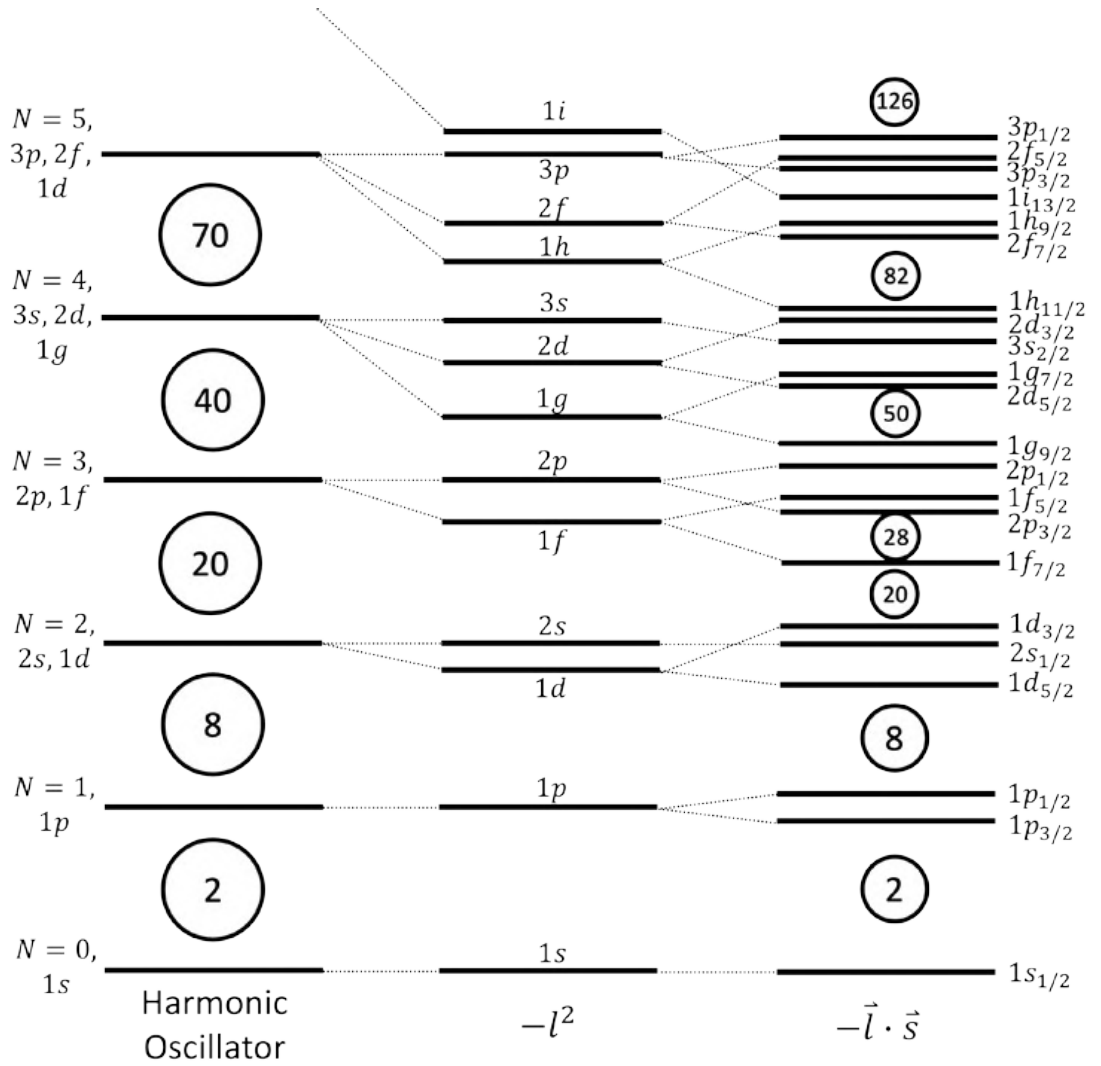 126
N = 5,
3p, 2f,
1d
1i
3p
3p₁/₂
2f₅/₂
3p₃/₂
1i₁₃/₂
2f
1h₉/₂
2f₇/₂
70
1h
82
N = 4,
3s, 2d,
1g
3s
2d
1h₁₁/₂
2d₃/₂
3s₂/₂
1g₇/₂
2d₅/₂
40
1g
50
1g₉/₂
N = 3,
2p, 1f
2p
1f
2p₁/₂
1f₅/₂
2p₃/₂
28
1f₇/₂
20
20
N = 2,
2s, 1d
2s
1d
1d₃/₂
2s₁/₂
1d₅/₂
8
8
N = 1,
1p
1p
1p₁/₂
1p₃/₂
2
2
N = 0,
1s
1s
1s₁/₂
Harmonic
Oscillator
−l²
−l⃗ · s⃗